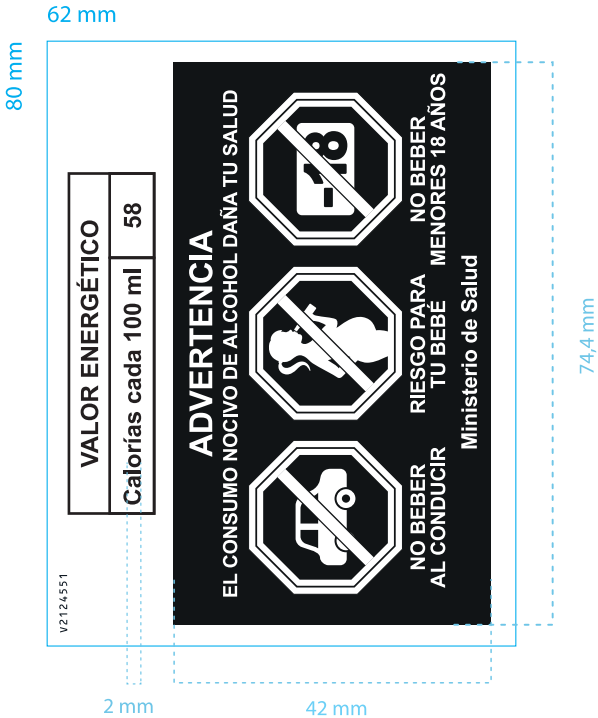 62 mm
80 mm
VALOR ENERGÉTICO
Calorías cada 100 ml 58
ADVERTENCIA
EL CONSUMO NOCIVO DE ALCOHOL DAÑA TU SALUD
NO BEBER
AL CONDUCIR
RIESGO PARA
TU BEBÉ
-18
NO BEBER
MENORES 18 AÑOS
Ministerio de Salud
V2124551
74,4 mm
2 mm
42 mm